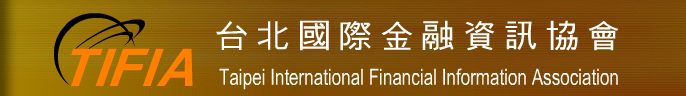 TIFIA
台北國際金融資訊協會
Taipei International Financial Information Association